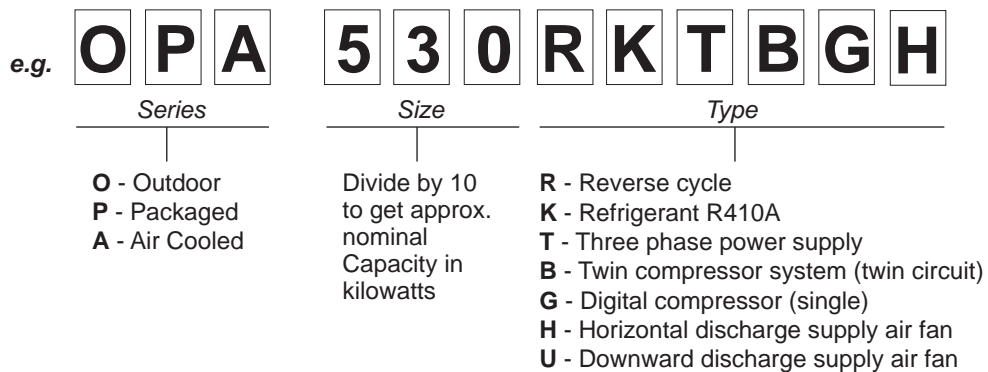 e.g. O P A 5 3 0 R K T B G H
Series Size Type
O - Outdoor
P - Packaged
A - Air Cooled
Divide by 10
to get approx.
nominal
Capacity in
kilowatts
R - Reverse cycle
K - Refrigerant R410A
T - Three phase power supply
B - Twin compressor system (twin circuit)
G - Digital compressor (single)
H - Horizontal discharge supply air fan
U - Downward discharge supply air fan